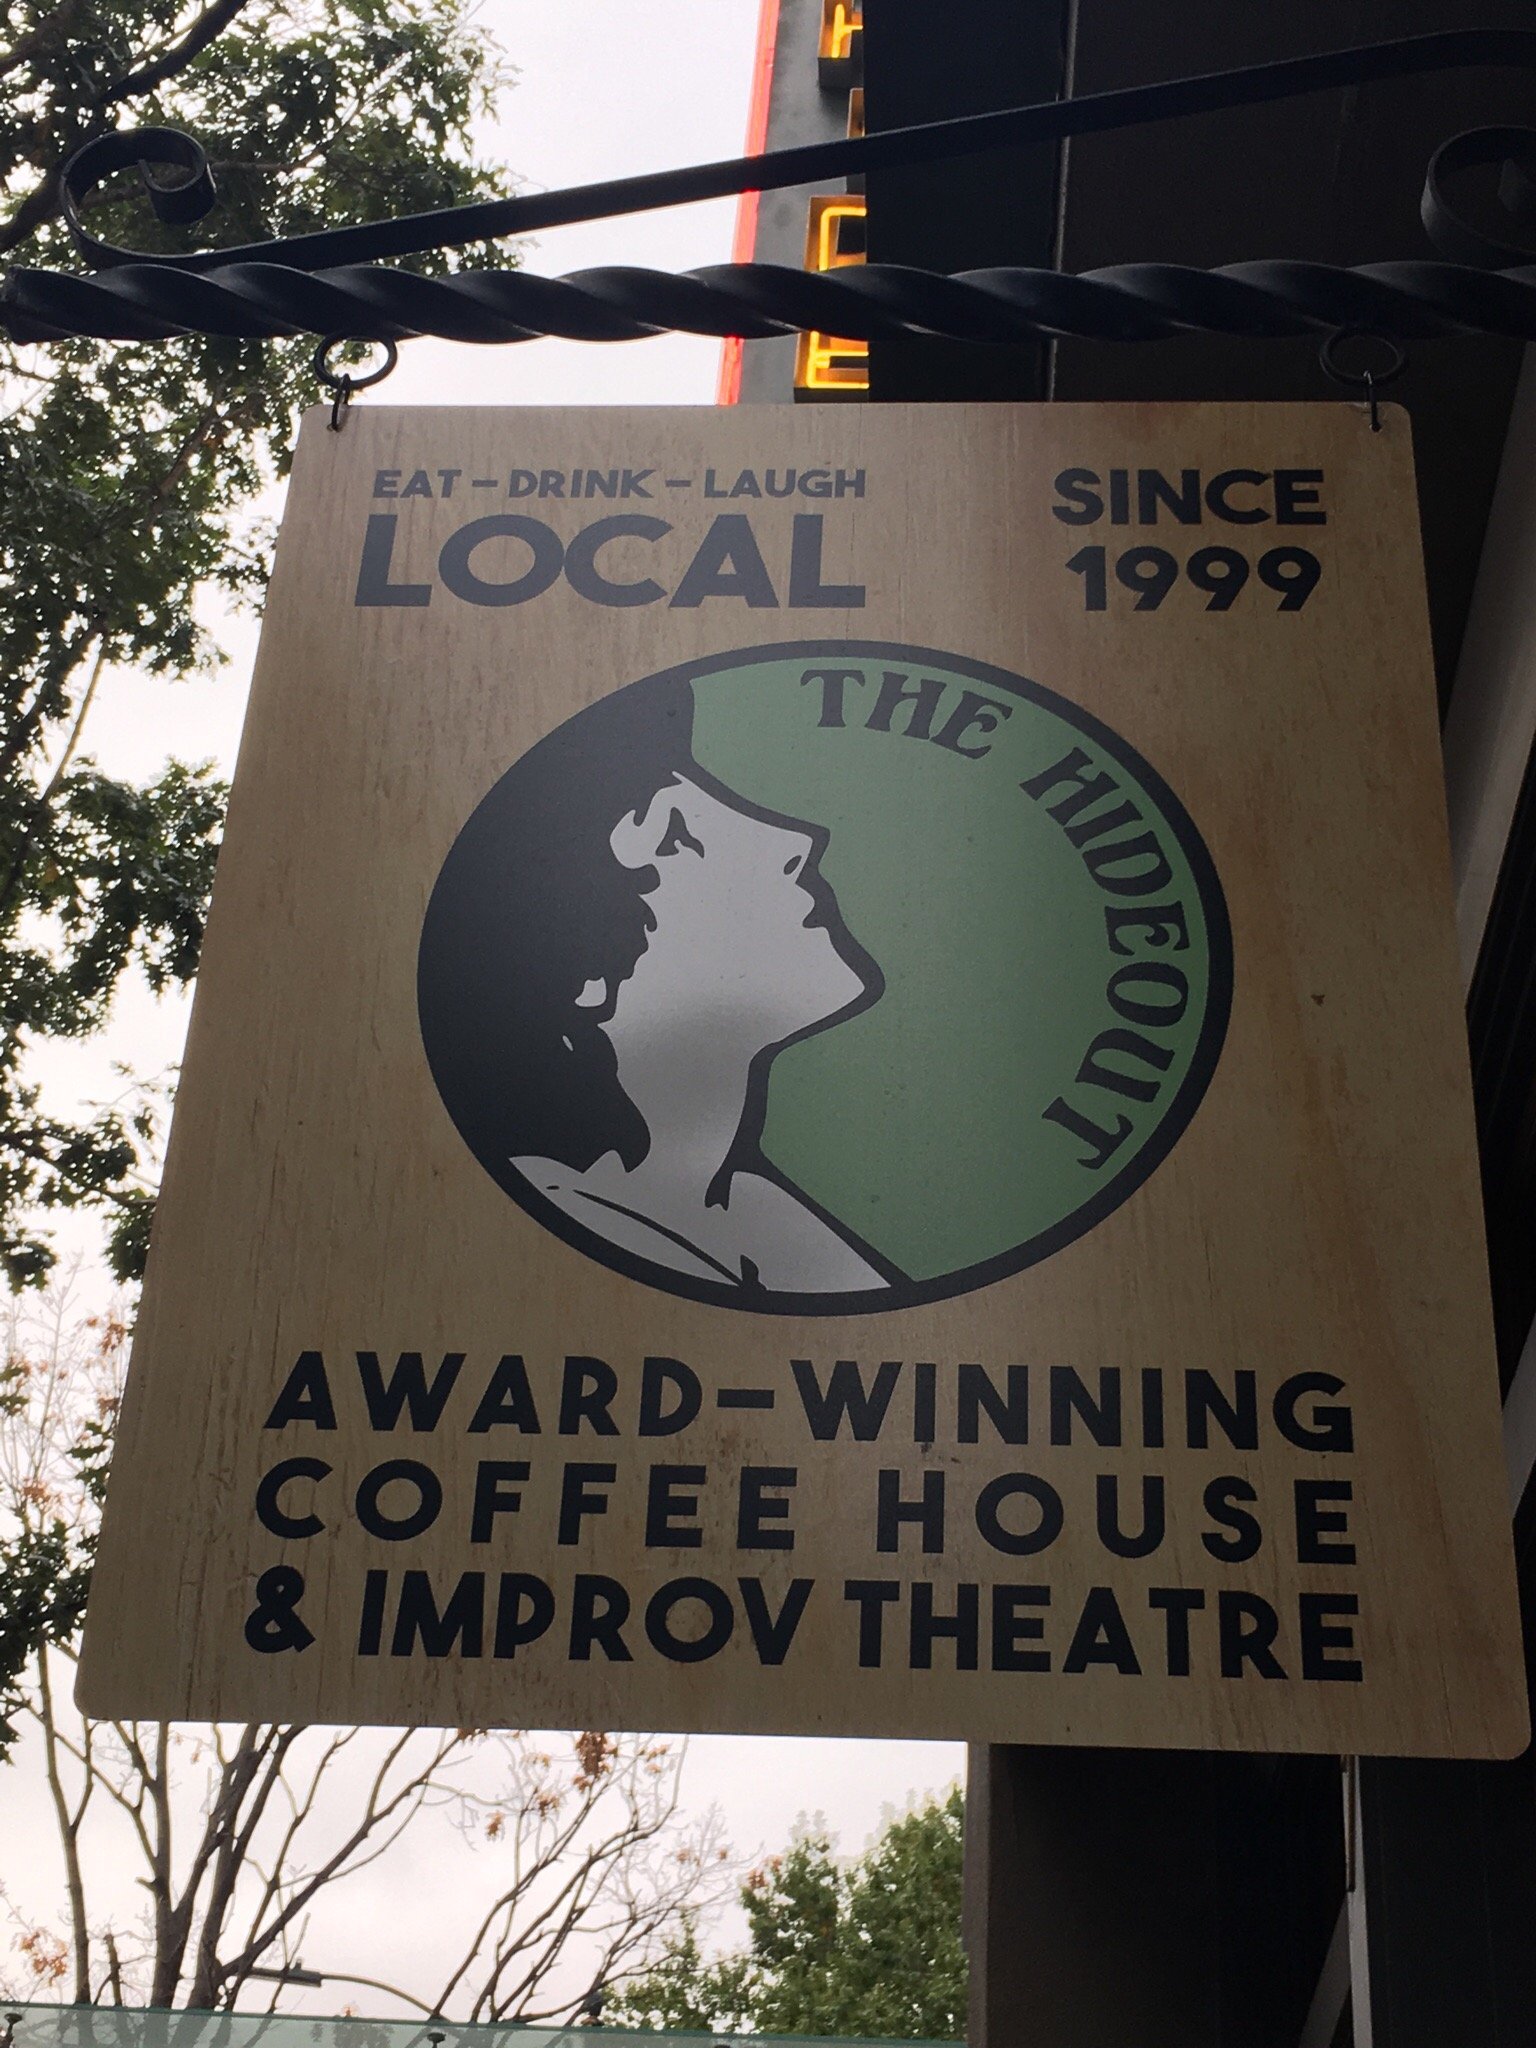 EAT – DRINK – LAUGH
LOCAL
SINCE
1999
THE HIDEOUT
AWARD–WINNING
COFFEE HOUSE
& IMPROV THEATRE